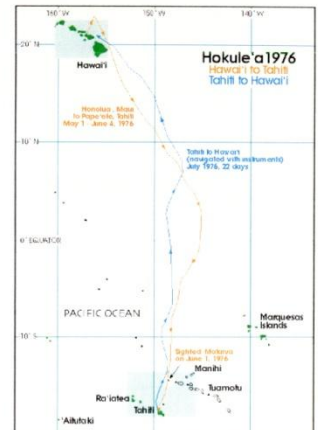 160° W
150° W
140° W
20° N
Hawai'i
Hokule'a 1976
Hawai'i to Tahiti
Tahiti to Hawai'i
Honolua, Maui
to Pape'ete, Tahiti
May 1 - June 4, 1976
10° N
Tahiti to Hawai'i
(navigated with instruments)
July 1976, 22 days
0° EQUATOR
PACIFIC OCEAN
Marquesas
Islands
10° S
Sighted Mataiva
on June 1, 1976
Manihi
Tuamotu
Ra'iatea
Tahiti
'Aitutaki